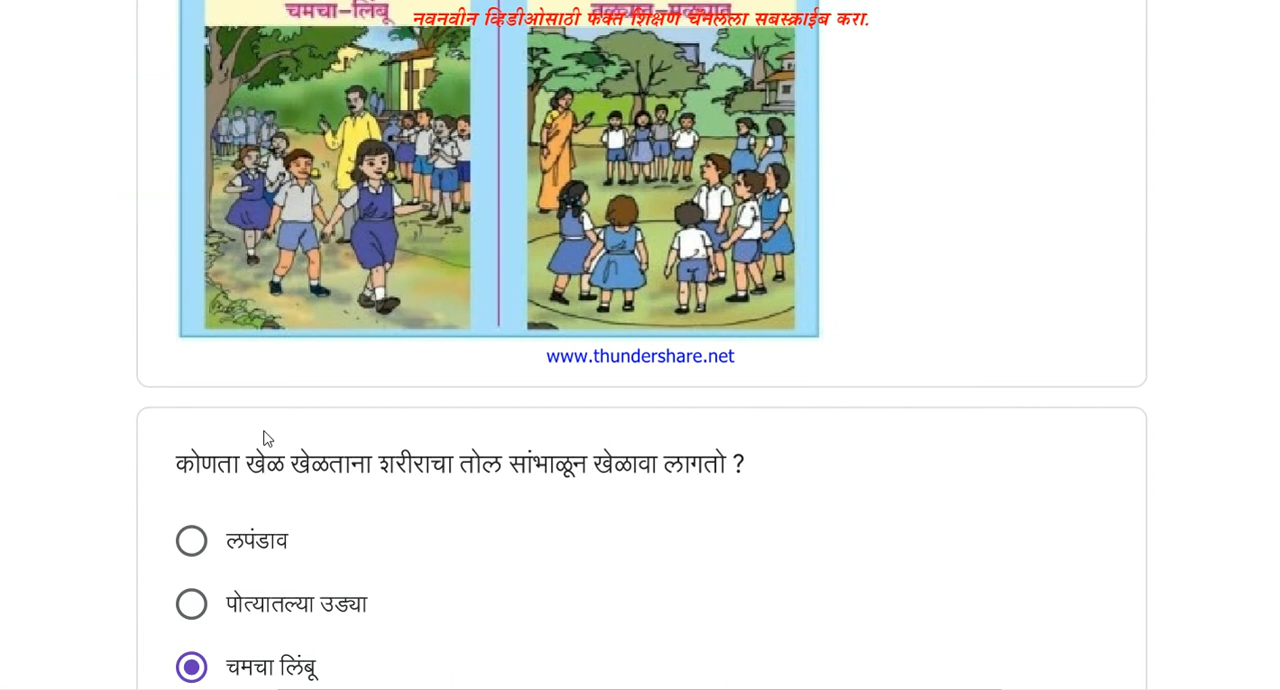 चमचा-लिंबू
नवनवीन व्हिडीओसाठी फक्त शिक्षण चॅनलला सबस्क्राईब करा.
www.thundershare.net
कोणता खेळ खेळताना शरीराचा तोल सांभाळून खेळावा लागतो ?
लपंडाव
पोत्यातल्या उड्या
चमचा लिंबू